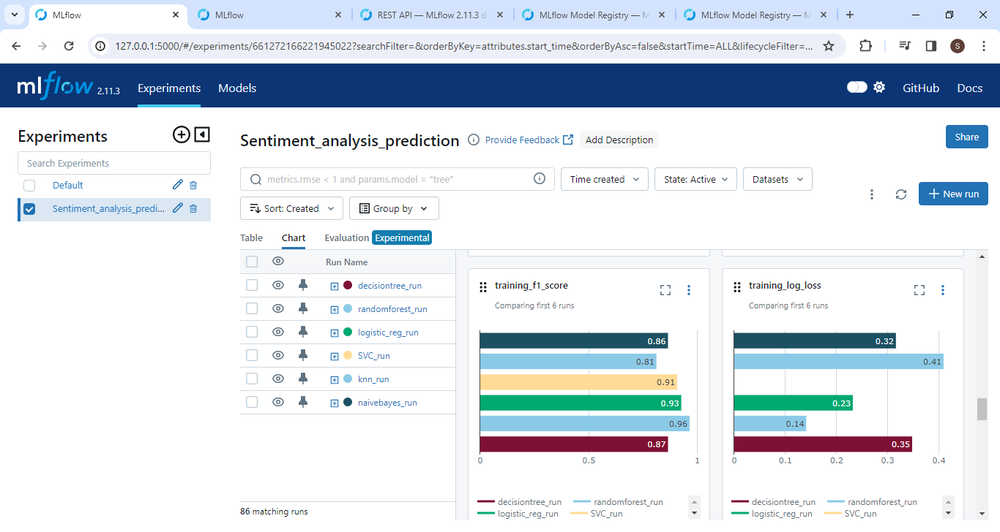 MLflow
MLflow
REST API — MLflow 2.11.3 d
MLflow Model Registry — M
MLflow Model Registry — M
127.0.0.1:5000/#/experiments/661272166221945022?searchFilter=&orderByKey=attributes.start_time&orderByAsc=false&startTime=ALL&lifecycleFilter=...
S
mlflow 2.11.3
Experiments
Models
GitHub
Docs
Experiments
Search Experiments
Default
Sentiment_analysis_predi...
Sentiment_analysis_prediction
Provide Feedback
Add Description
Share
metrics.rmse < 1 and params.model = "tree"
Time created
State: Active
Datasets
New run
Sort: Created
Group by
Table
Chart
Evaluation
Experimental
Run Name
decisiontree_run
randomforest_run
logistic_reg_run
SVC_run
knn_run
naivebayes_run
86 matching runs
training_f1_score
Comparing first 6 runs
0.86
0.81
0.91
0.93
0.96
0.87
0 0.5 1
decisiontree_run randomforest_run
logistic_reg_run SVC_run
training_log_loss
Comparing first 6 runs
0.32
0.41
0.23
0.14
0.35
0 0.1 0.2 0.3 0.4
decisiontree_run randomforest_run
logistic_reg_run SVC_run